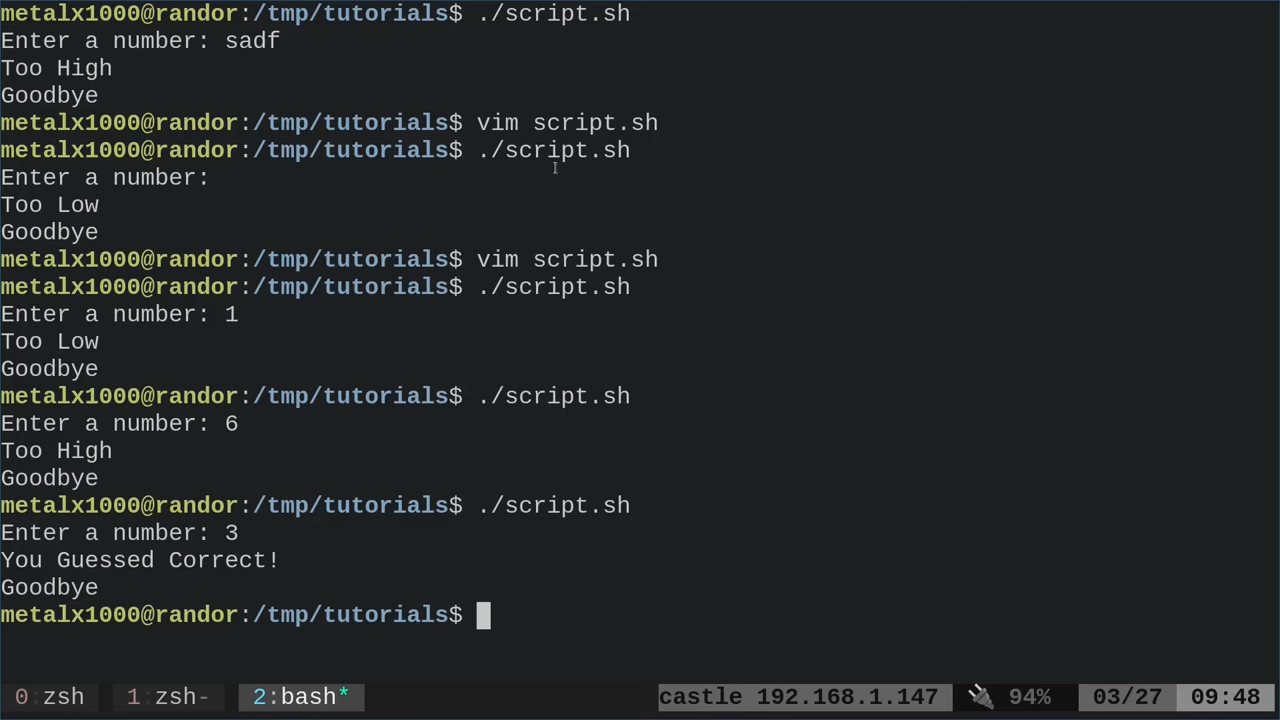 metalx1000@randor:/tmp/tutorials$ ./script.sh
Enter a number: sadf
Too High
Goodbye
metalx1000@randor:/tmp/tutorials$ vim script.sh
metalx1000@randor:/tmp/tutorials$ ./script.sh
Enter a number:
Too Low
Goodbye
metalx1000@randor:/tmp/tutorials$ vim script.sh
metalx1000@randor:/tmp/tutorials$ ./script.sh
Enter a number: 1
Too Low
Goodbye
metalx1000@randor:/tmp/tutorials$ ./script.sh
Enter a number: 6
Too High
Goodbye
metalx1000@randor:/tmp/tutorials$ ./script.sh
Enter a number: 3
You Guessed Correct!
Goodbye
metalx1000@randor:/tmp/tutorials$
0:zsh 1:zsh- 2:bash* castle 192.168.1.147 🔌 94% 03/27 09:48